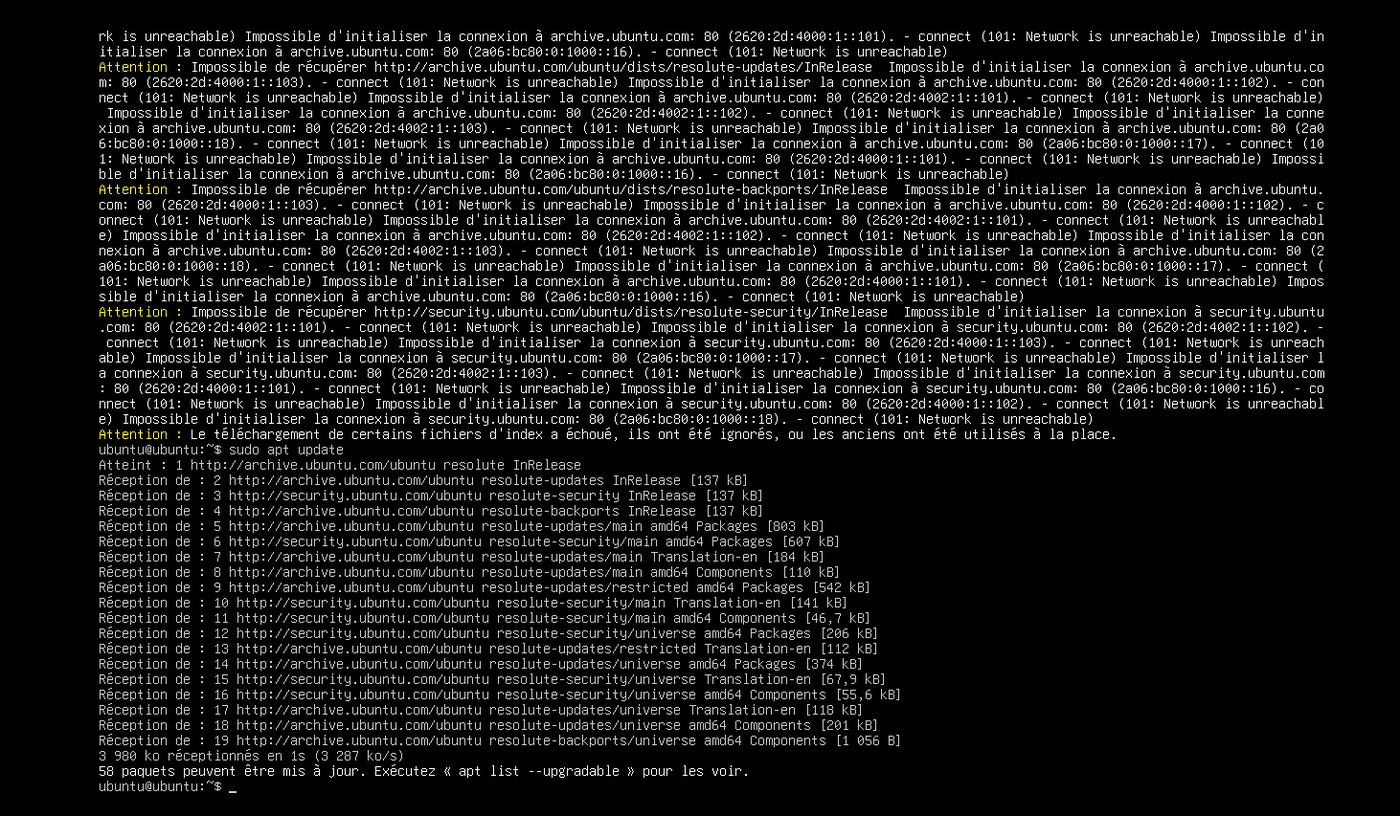 rk is unreachable) Impossible d'initialiser la connexion à archive.ubuntu.com: 80 (2620:2d:4000:1::101). - connect (101: Network is unreachable) Impossible d'in
itialiser la connexion à archive.ubuntu.com: 80 (2a06:bc80:0:1000::16). - connect (101: Network is unreachable)
Attention : Impossible de récupérer http://archive.ubuntu.com/ubuntu/dists/resolute-updates/InRelease  Impossible d'initialiser la connexion à archive.ubuntu.co
m: 80 (2620:2d:4000:1::103). - connect (101: Network is unreachable) Impossible d'initialiser la connexion à archive.ubuntu.com: 80 (2620:2d:4000:1::102). - con
nect (101: Network is unreachable) Impossible d'initialiser la connexion à archive.ubuntu.com: 80 (2620:2d:4002:1::101). - connect (101: Network is unreachable)
 Impossible d'initialiser la connexion à archive.ubuntu.com: 80 (2620:2d:4002:1::102). - connect (101: Network is unreachable) Impossible d'initialiser la conne
xion à archive.ubuntu.com: 80 (2620:2d:4002:1::103). - connect (101: Network is unreachable) Impossible d'initialiser la connexion à archive.ubuntu.com: 80 (2a0
6:bc80:0:1000::18). - connect (101: Network is unreachable) Impossible d'initialiser la connexion à archive.ubuntu.com: 80 (2a06:bc80:0:1000::17). - connect (10
1: Network is unreachable) Impossible d'initialiser la connexion à archive.ubuntu.com: 80 (2620:2d:4000:1::101). - connect (101: Network is unreachable) Impossi
ble d'initialiser la connexion à archive.ubuntu.com: 80 (2a06:bc80:0:1000::16). - connect (101: Network is unreachable)
Attention : Impossible de récupérer http://archive.ubuntu.com/ubuntu/dists/resolute-backports/InRelease  Impossible d'initialiser la connexion à archive.ubuntu.
com: 80 (2620:2d:4000:1::103). - connect (101: Network is unreachable) Impossible d'initialiser la connexion à archive.ubuntu.com: 80 (2620:2d:4000:1::102). - c
onnect (101: Network is unreachable) Impossible d'initialiser la connexion à archive.ubuntu.com: 80 (2620:2d:4002:1::101). - connect (101: Network is unreachabl
e) Impossible d'initialiser la connexion à archive.ubuntu.com: 80 (2620:2d:4002:1::102). - connect (101: Network is unreachable) Impossible d'initialiser la con
nexion à archive.ubuntu.com: 80 (2620:2d:4002:1::103). - connect (101: Network is unreachable) Impossible d'initialiser la connexion à archive.ubuntu.com: 80 (2
a06:bc80:0:1000::18). - connect (101: Network is unreachable) Impossible d'initialiser la connexion à archive.ubuntu.com: 80 (2a06:bc80:0:1000::17). - connect (
101: Network is unreachable) Impossible d'initialiser la connexion à archive.ubuntu.com: 80 (2620:2d:4000:1::101). - connect (101: Network is unreachable) Impos
sible d'initialiser la connexion à archive.ubuntu.com: 80 (2a06:bc80:0:1000::16). - connect (101: Network is unreachable)
Attention : Impossible de récupérer http://security.ubuntu.com/ubuntu/dists/resolute-security/InRelease  Impossible d'initialiser la connexion à security.ubuntu
.com: 80 (2620:2d:4002:1::101). - connect (101: Network is unreachable) Impossible d'initialiser la connexion à security.ubuntu.com: 80 (2620:2d:4002:1::102). -
 connect (101: Network is unreachable) Impossible d'initialiser la connexion à security.ubuntu.com: 80 (2620:2d:4000:1::103). - connect (101: Network is unreach
able) Impossible d'initialiser la connexion à security.ubuntu.com: 80 (2a06:bc80:0:1000::17). - connect (101: Network is unreachable) Impossible d'initialiser l
a connexion à security.ubuntu.com: 80 (2620:2d:4002:1::103). - connect (101: Network is unreachable) Impossible d'initialiser la connexion à security.ubuntu.com
: 80 (2620:2d:4000:1::101). - connect (101: Network is unreachable) Impossible d'initialiser la connexion à security.ubuntu.com: 80 (2a06:bc80:0:1000::16). - co
nnect (101: Network is unreachable) Impossible d'initialiser la connexion à security.ubuntu.com: 80 (2620:2d:4000:1::102). - connect (101: Network is unreachabl
e) Impossible d'initialiser la connexion à security.ubuntu.com: 80 (2a06:bc80:0:1000::18). - connect (101: Network is unreachable)
Attention : Le téléchargement de certains fichiers d'index a échoué, ils ont été ignorés, ou les anciens ont été utilisés à la place.
ubuntu@ubuntu:~$ sudo apt update
Atteint : 1 http://archive.ubuntu.com/ubuntu resolute InRelease
Réception de : 2 http://archive.ubuntu.com/ubuntu resolute-updates InRelease [137 kB]
Réception de : 3 http://security.ubuntu.com/ubuntu resolute-security InRelease [137 kB]
Réception de : 4 http://archive.ubuntu.com/ubuntu resolute-backports InRelease [137 kB]
Réception de : 5 http://archive.ubuntu.com/ubuntu resolute-updates/main amd64 Packages [803 kB]
Réception de : 6 http://security.ubuntu.com/ubuntu resolute-security/main amd64 Packages [607 kB]
Réception de : 7 http://archive.ubuntu.com/ubuntu resolute-updates/main Translation-en [184 kB]
Réception de : 8 http://archive.ubuntu.com/ubuntu resolute-updates/main amd64 Components [110 kB]
Réception de : 9 http://archive.ubuntu.com/ubuntu resolute-updates/restricted amd64 Packages [542 kB]
Réception de : 10 http://security.ubuntu.com/ubuntu resolute-security/main Translation-en [141 kB]
Réception de : 11 http://security.ubuntu.com/ubuntu resolute-security/main amd64 Components [46,7 kB]
Réception de : 12 http://security.ubuntu.com/ubuntu resolute-security/universe amd64 Packages [206 kB]
Réception de : 13 http://archive.ubuntu.com/ubuntu resolute-updates/restricted Translation-en [112 kB]
Réception de : 14 http://archive.ubuntu.com/ubuntu resolute-updates/universe amd64 Packages [374 kB]
Réception de : 15 http://security.ubuntu.com/ubuntu resolute-security/universe Translation-en [67,9 kB]
Réception de : 16 http://security.ubuntu.com/ubuntu resolute-security/universe amd64 Components [55,6 kB]
Réception de : 17 http://archive.ubuntu.com/ubuntu resolute-updates/universe Translation-en [118 kB]
Réception de : 18 http://archive.ubuntu.com/ubuntu resolute-updates/universe amd64 Components [201 kB]
Réception de : 19 http://archive.ubuntu.com/ubuntu resolute-backports/universe amd64 Components [1 056 B]
3 980 ko réceptionnés en 1s (3 287 ko/s)
58 paquets peuvent être mis à jour. Exécutez « apt list --upgradable » pour les voir.
ubuntu@ubuntu:~$ _